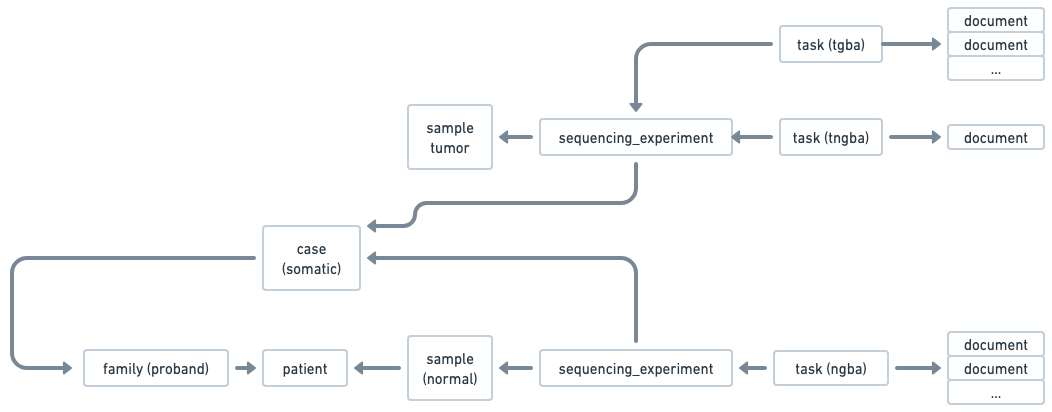 document
task (tgba)
document
...
sample
tumor
sequencing_experiment
task (tngba)
document
case
(somatic)
document
family (proband)
patient
sample
(normal)
sequencing_experiment
task (ngba)
document
...